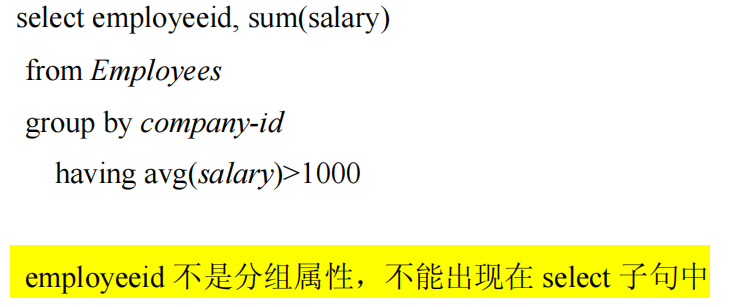 select employeeid, sum(salary)
from Employees
group by company-id
having avg(salary)>1000
employeeid 不是分组属性，不能出现在 select 子句中